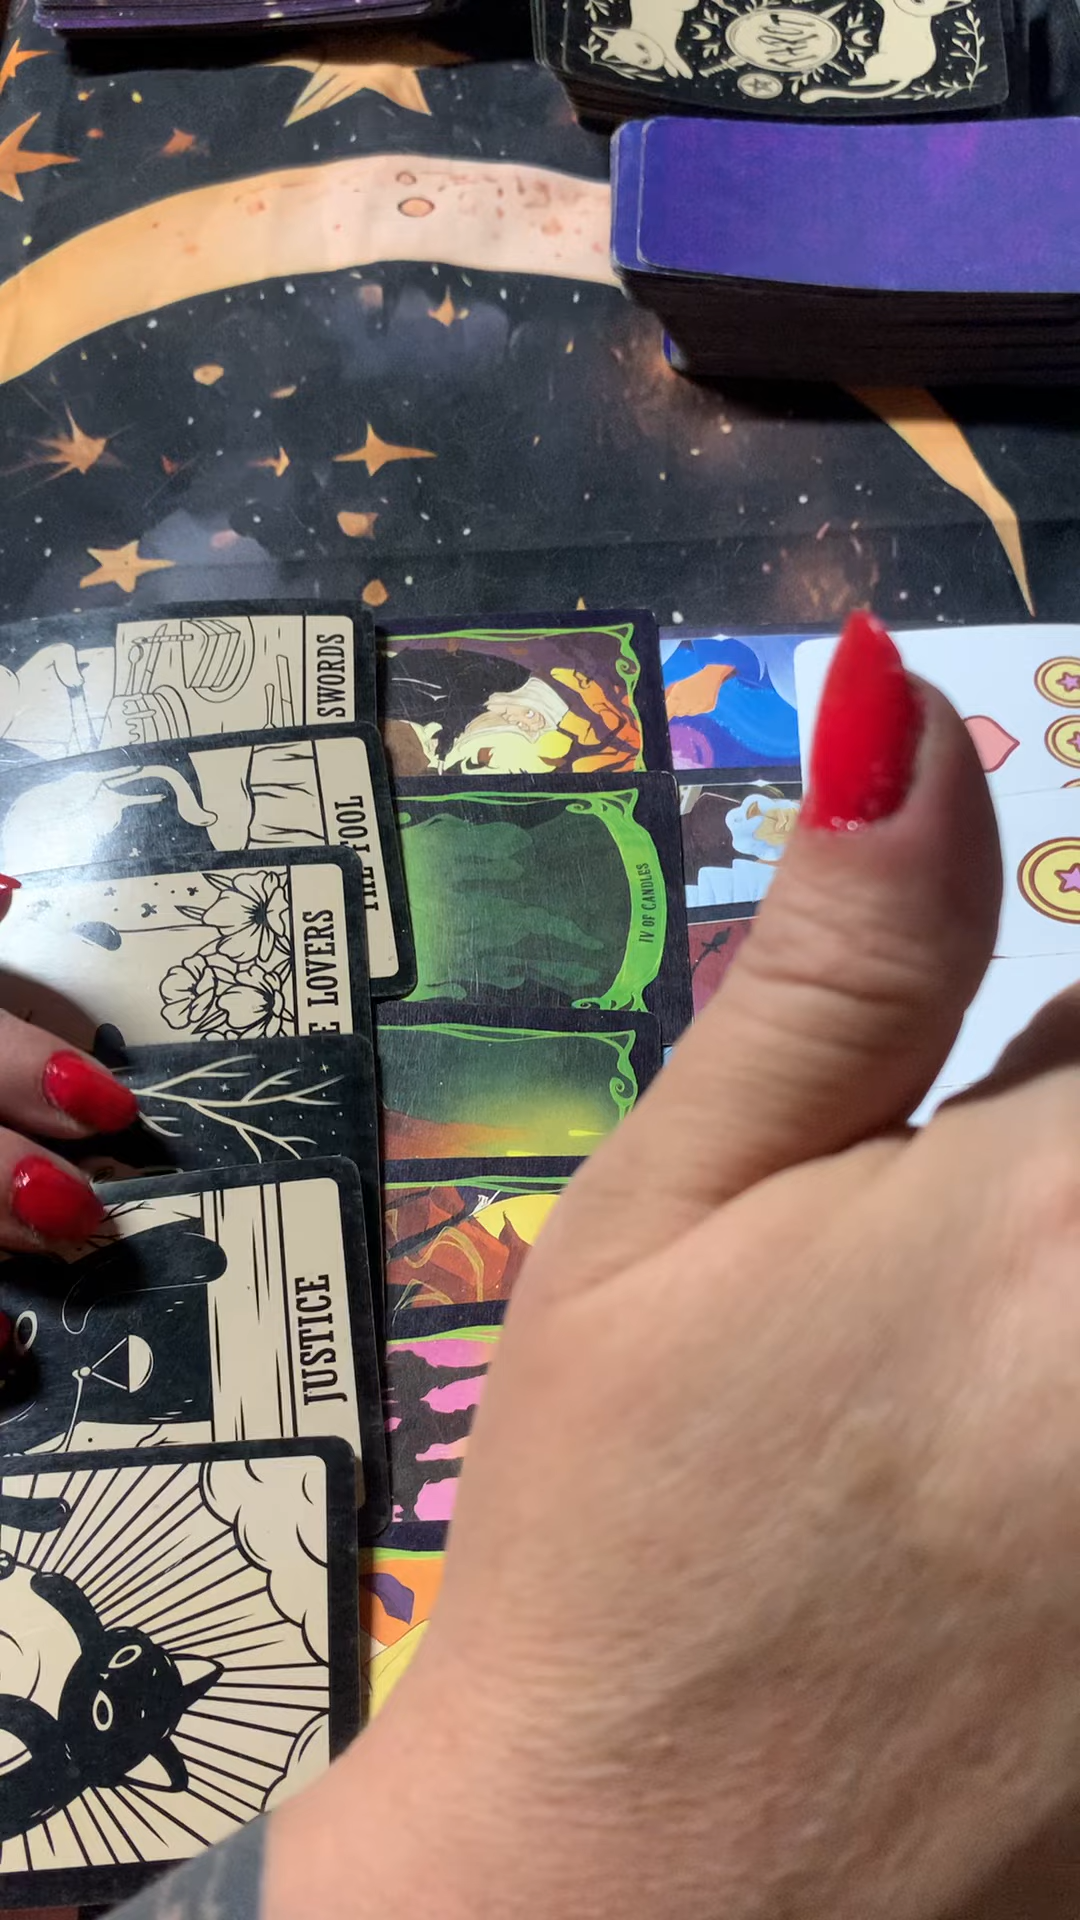 SWORDS
THE FOOL
E LOVERS
IV OF CANDLES
JUSTICE